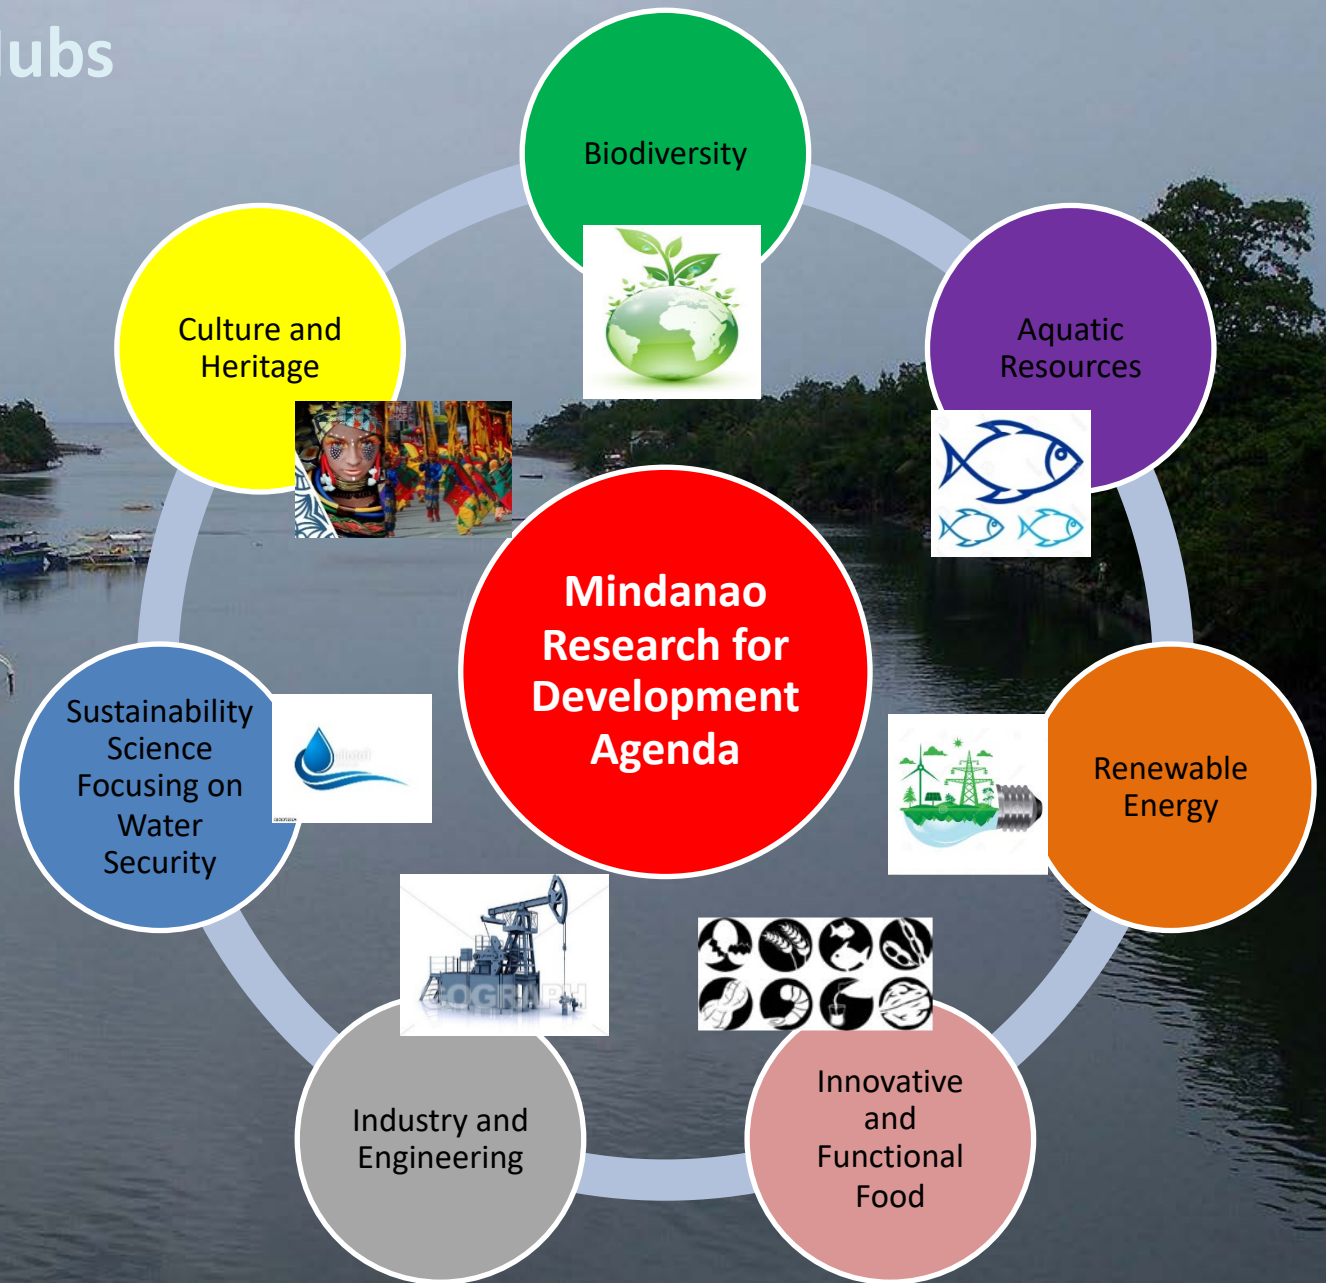 Hubs
Biodiversity
Culture and
Heritage
Aquatic
Resources
Mindanao
Research for
Development
Agenda
Sustainability
Science
Focusing on
Water
Security
Renewable
Energy
Industry and
Engineering
Innovative
and
Functional
Food